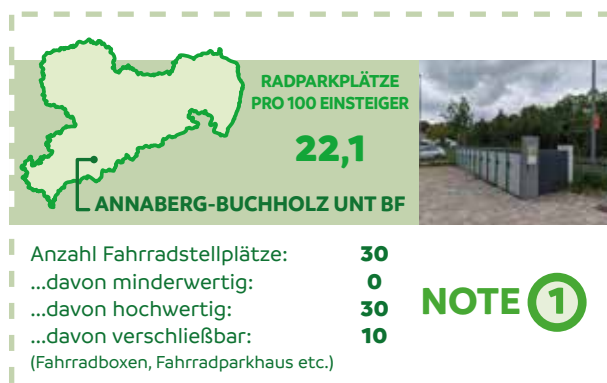 RADPARKPLÄTZE
PRO 100 EINSTEIGER
22,1
ANNABERG-BUCHHOLZ UNT BF
Anzahl Fahrradstellplätze: 30
...davon minderwertig: 0
...davon hochwertig: 30
...davon verschließbar: 10
(Fahrradboxen, Fahrradparkhaus etc.)
NOTE 1